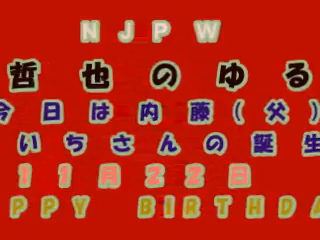 NJPW
哲也のゆる
今日は内藤(父)
いちさんの誕生
11月22日
PPY BIRTHDA